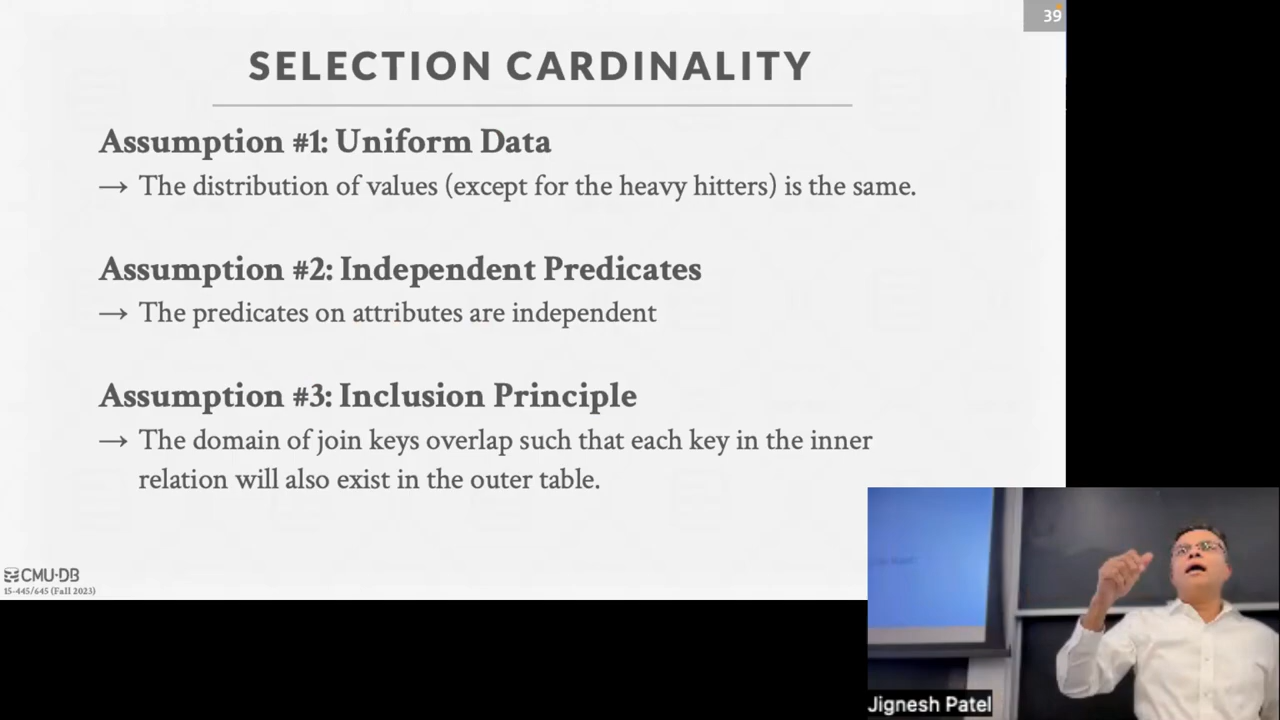 39
SELECTION CARDINALITY
Assumption #1: Uniform Data
→ The distribution of values (except for the heavy hitters) is the same.
Assumption #2: Independent Predicates
→ The predicates on attributes are independent
Assumption #3: Inclusion Principle
→ The domain of join keys overlap such that each key in the inner
relation will also exist in the outer table.
CMU·DB
15-445/645 (Fall 2023)
Jignesh Patel